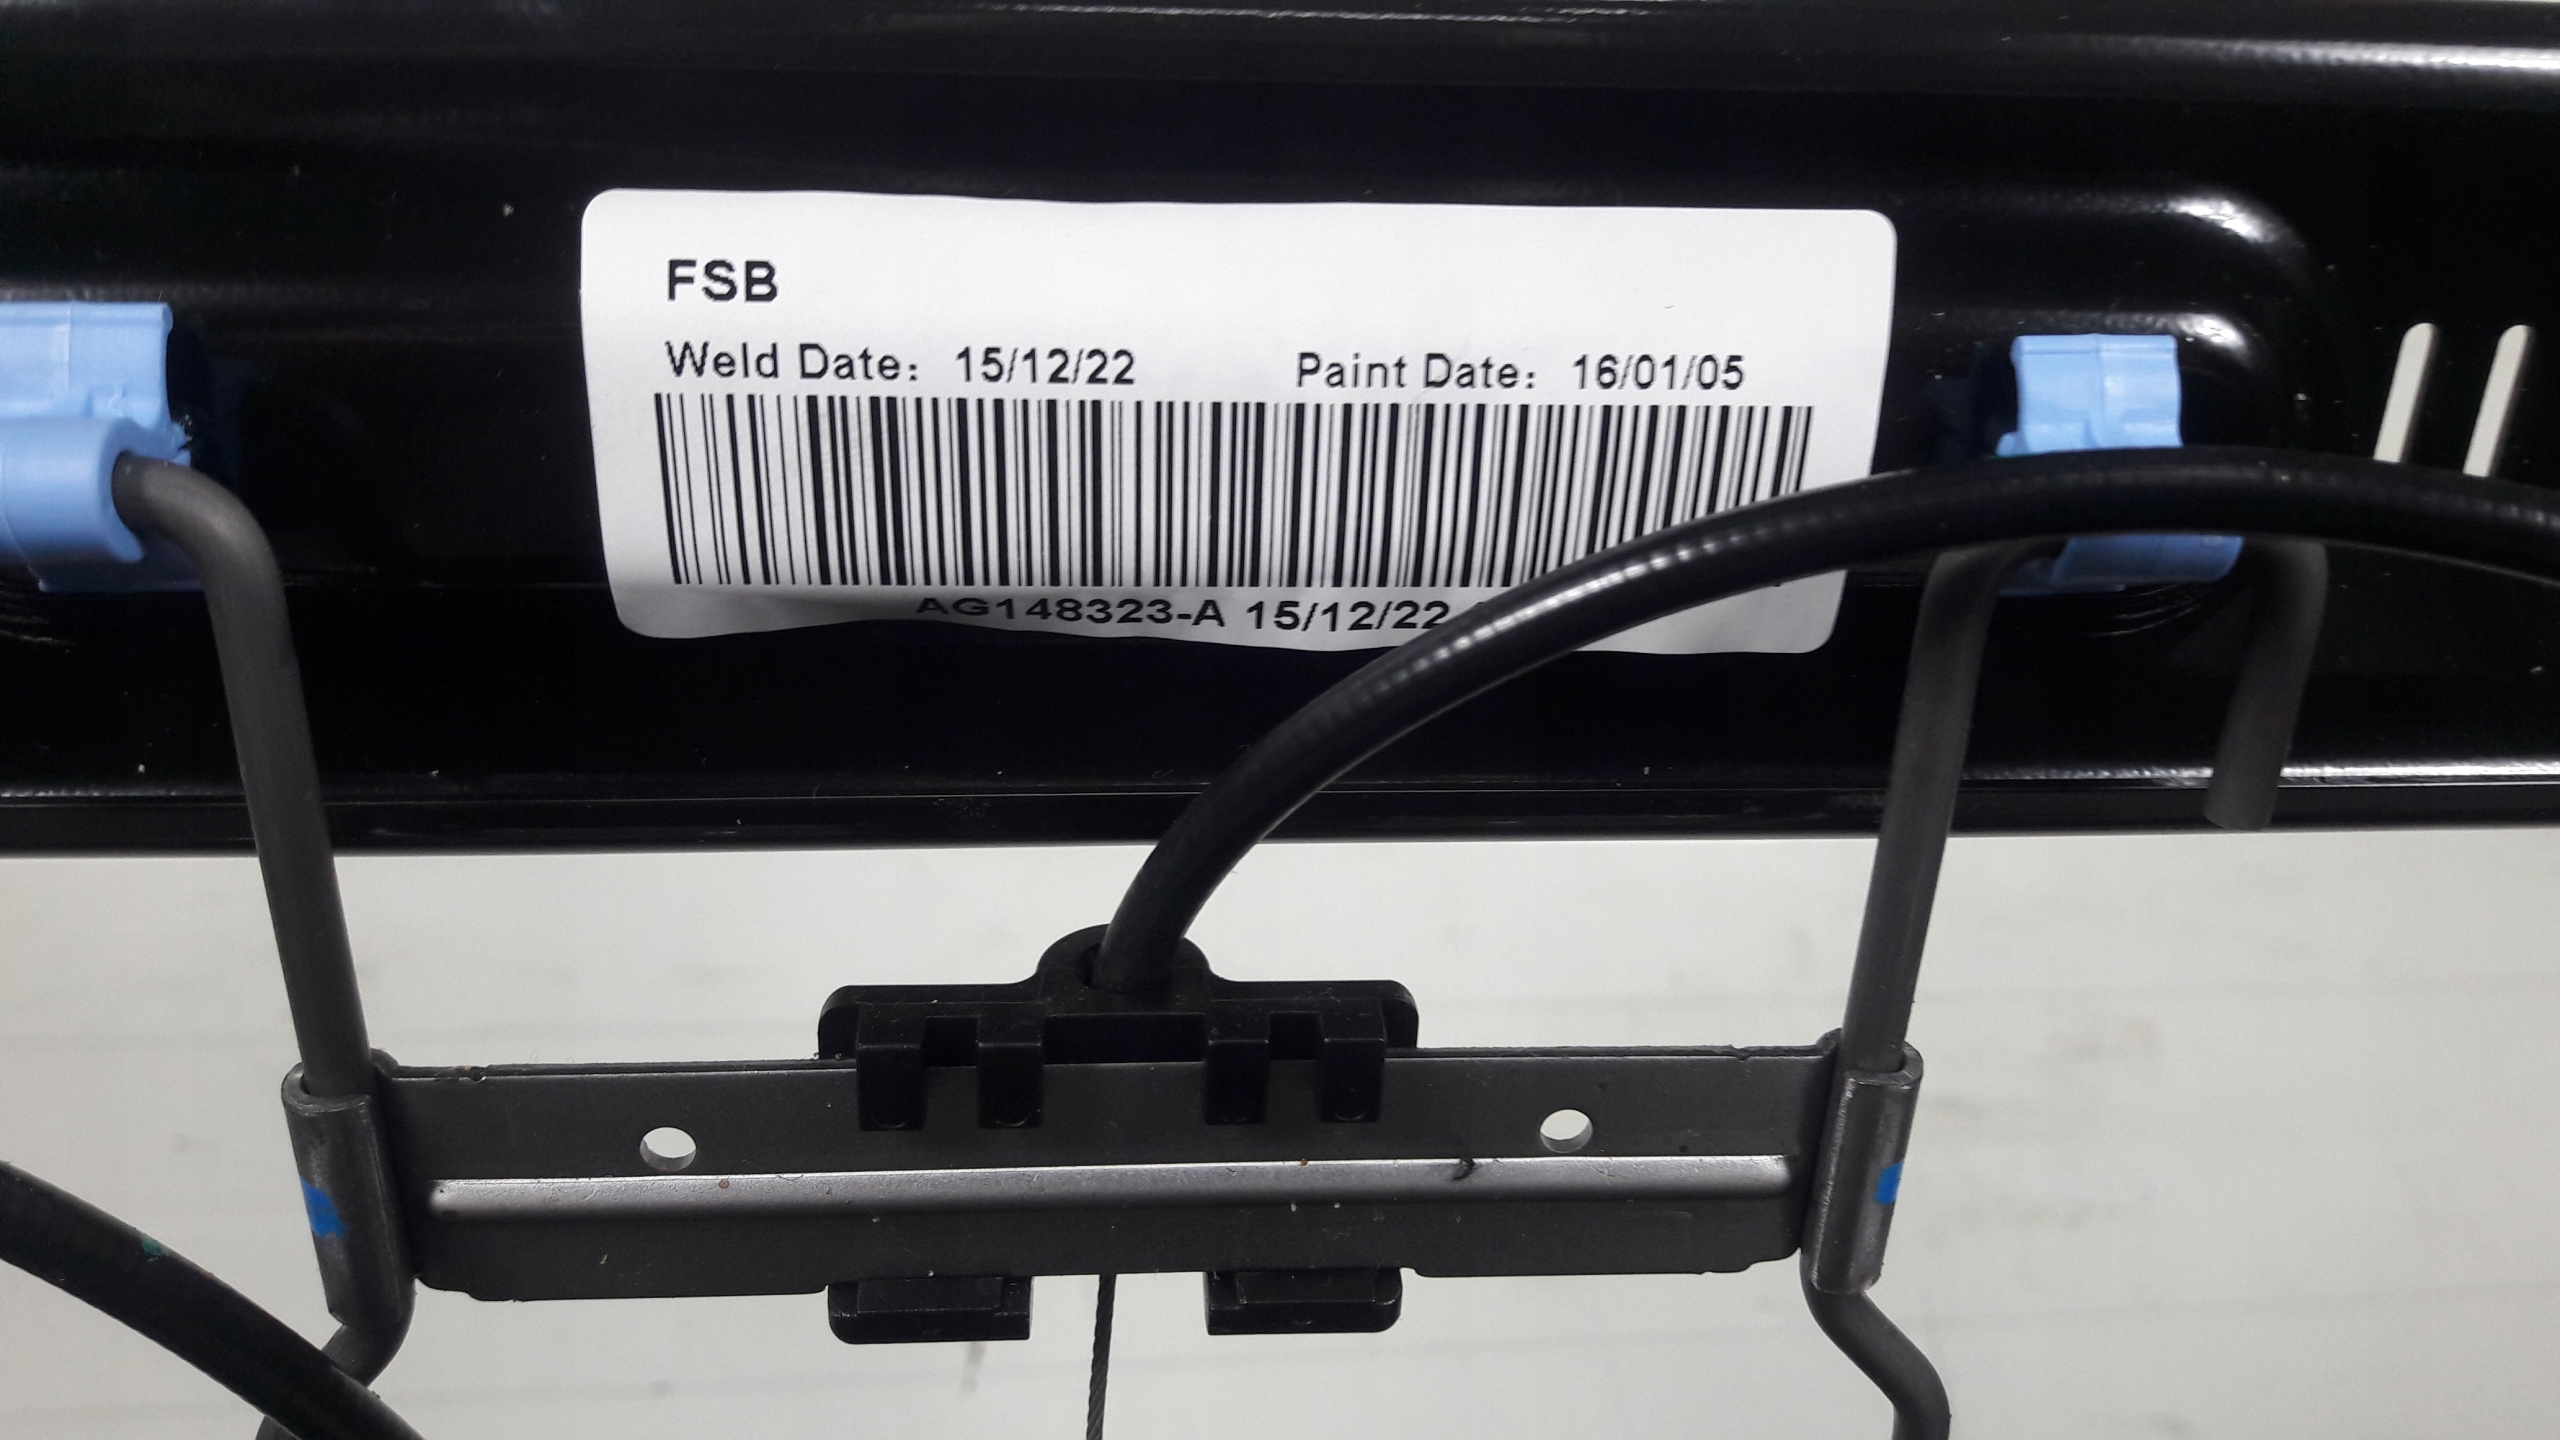 FSB
Weld Date: 15/12/22 Paint Date: 16/01/05
AG148323-A 15/12/22